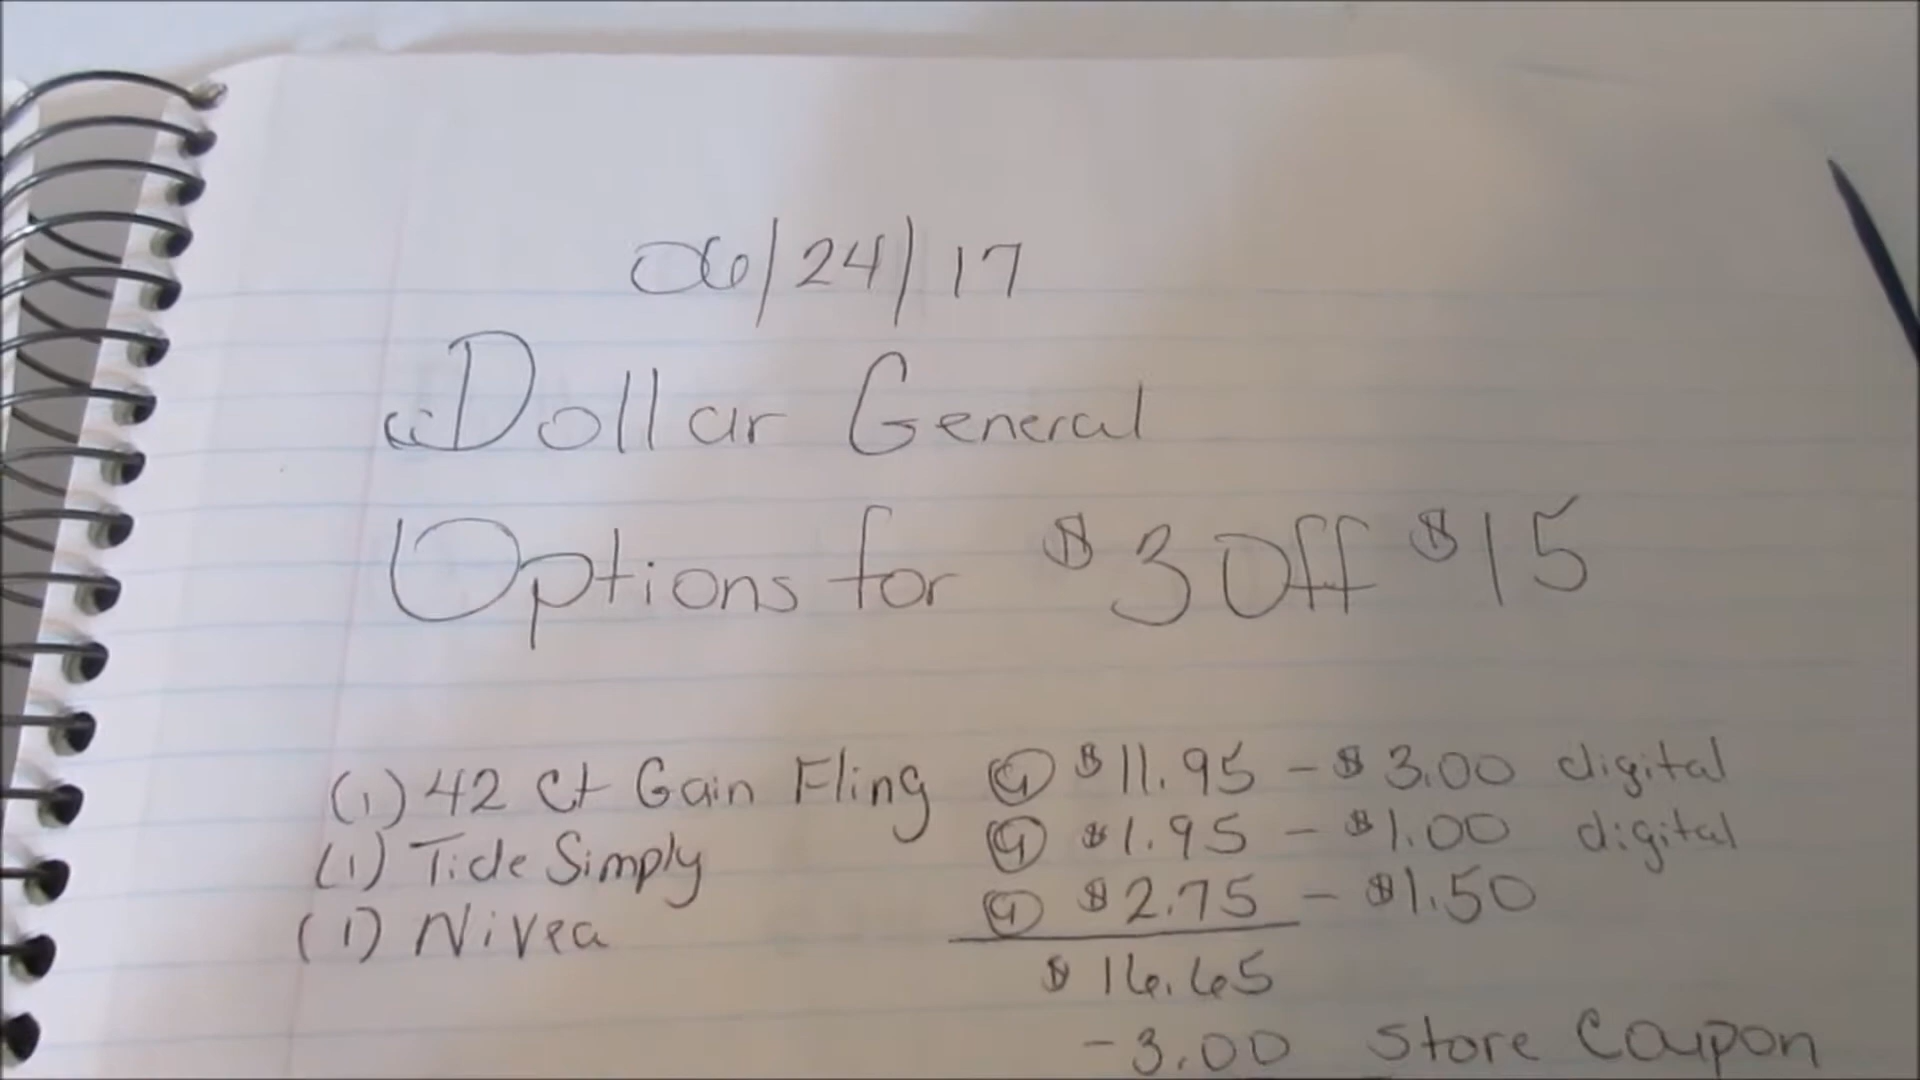 06/24/17
Dollar General
Options for $3 Off $15
(1) 42 Ct Gain Fling @ $11.95 - $3.00 digital
(1) Tide Simply @ $1.95 - $1.00 digital
(1) Nivea @ $2.75 - $1.50
$16.65
-3.00 Store Coupon